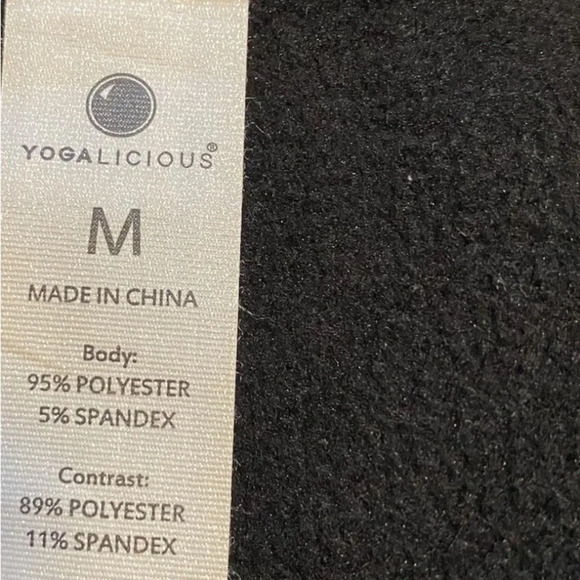 YOGALICIOUS®
M
MADE IN CHINA
Body:
95% POLYESTER
5% SPANDEX
Contrast:
89% POLYESTER
11% SPANDEX